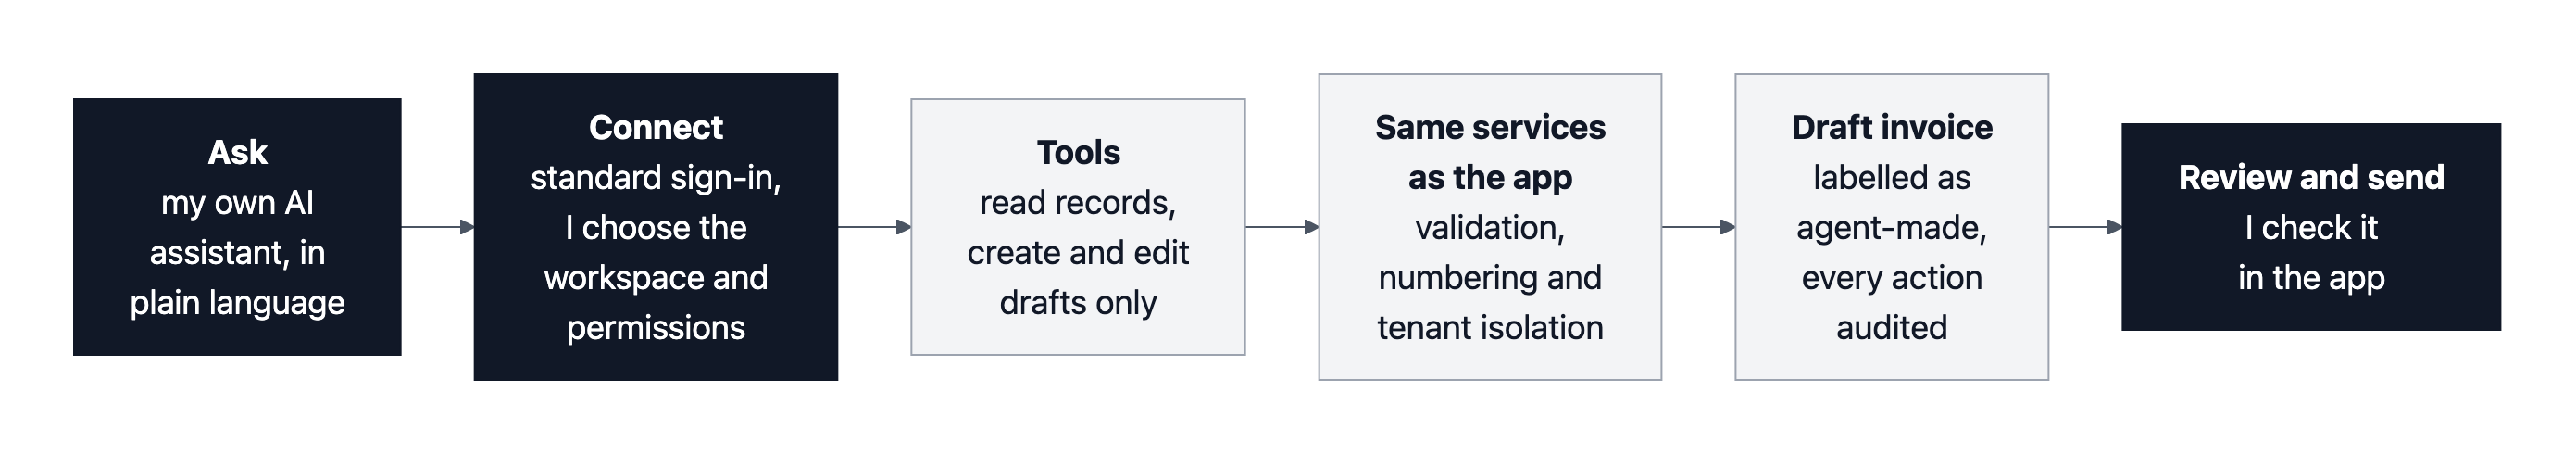 Ask
my own AI
assistant, in
plain language
Connect
standard sign-in,
I choose the
workspace and
permissions
Tools
read records,
create and edit
drafts only
Same services
as the app
validation,
numbering and
tenant isolation
Draft invoice
labelled as
agent-made,
every action
audited
Review and send
I check it
in the app